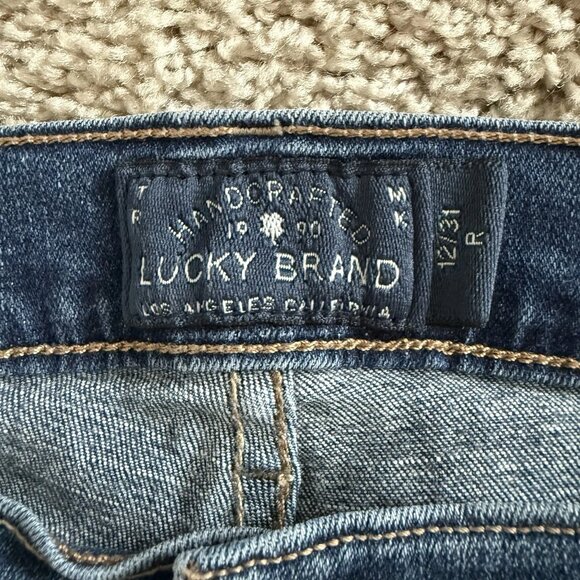 HANDCRAFTED
T M
R K
19 90
LUCKY BRAND
LOS ANGELES CALIFORNIA
12/31
R